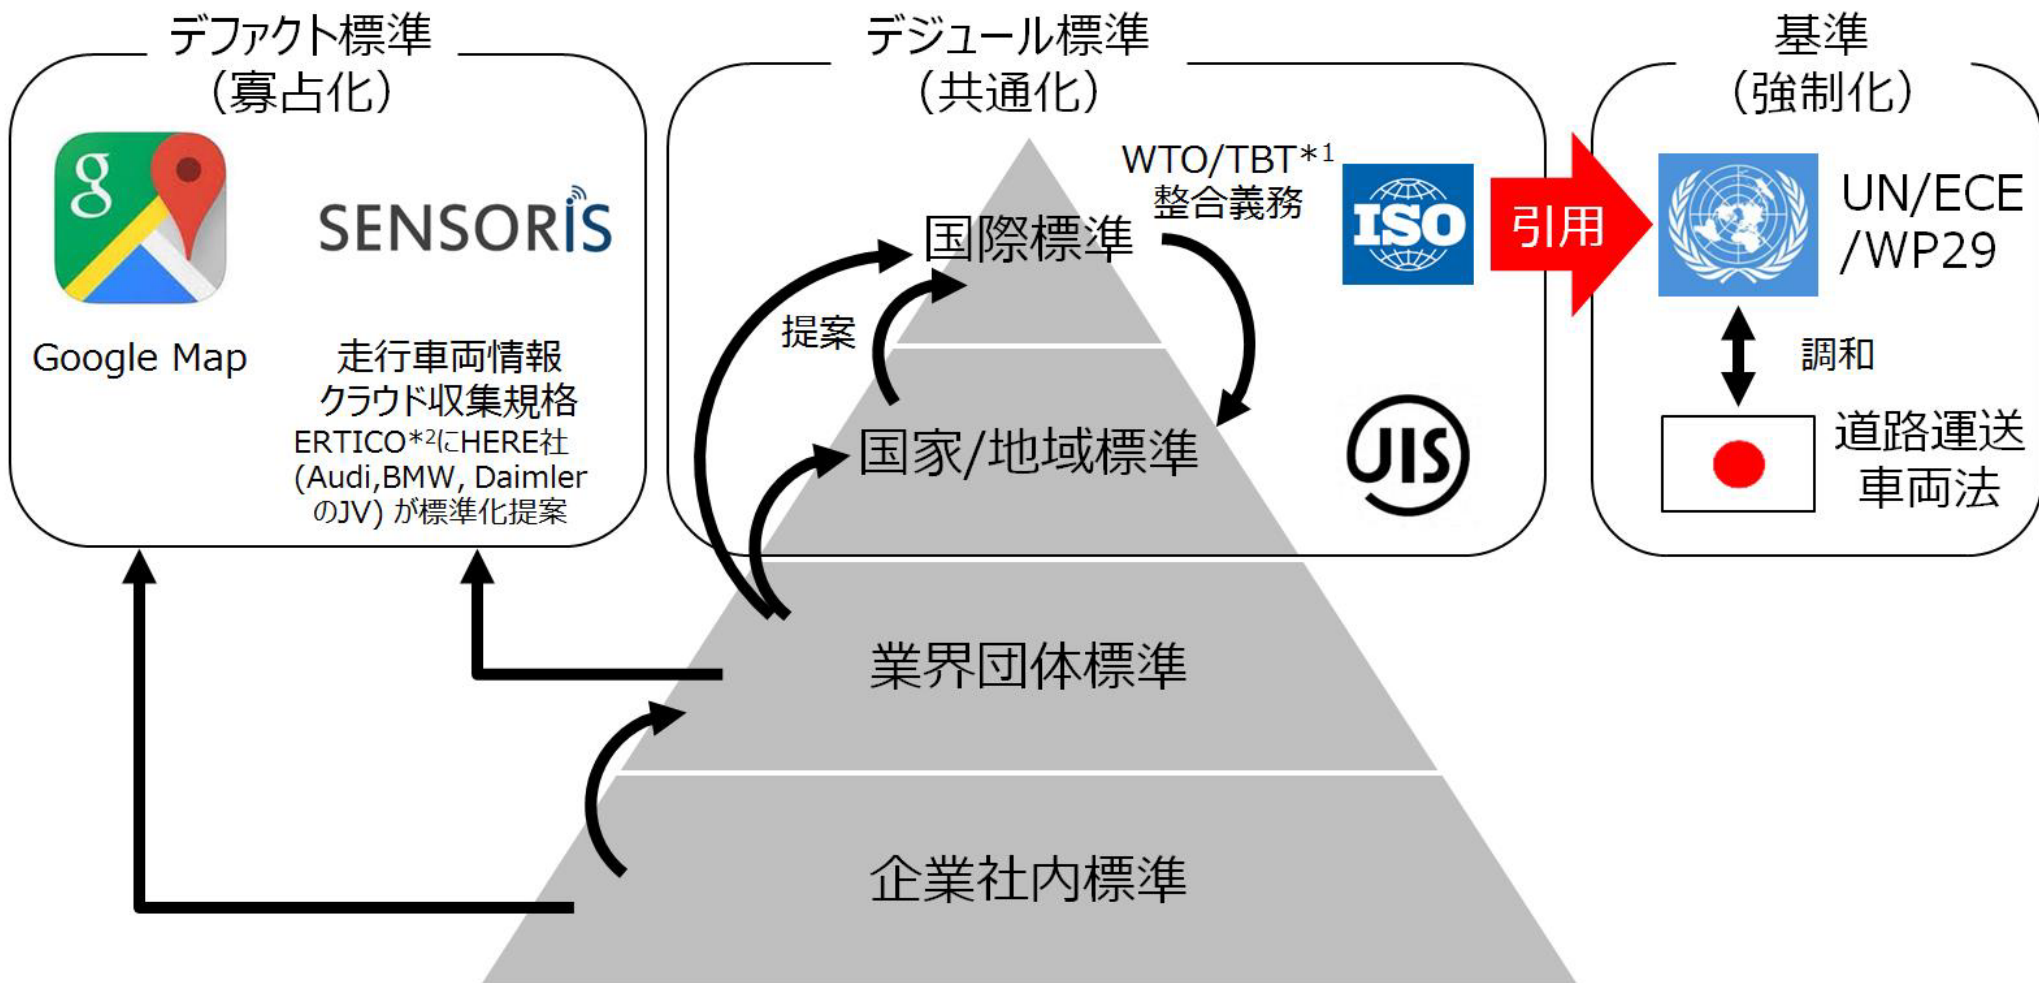 デファクト標準
（寡占化）
g
SENSORiS
Google Map
走行車両情報
クラウド収集規格
ERTICO*2にHERE社
(Audi,BMW, Daimler
のJV) が標準化提案
デジュール標準
（共通化）
WTO/TBT*1
整合義務
ISO
国際標準
提案
国家/地域標準
JIS
業界団体標準
企業社内標準
引用
基準
（強制化）
UN/ECE
/WP29
調和
道路運送
車両法